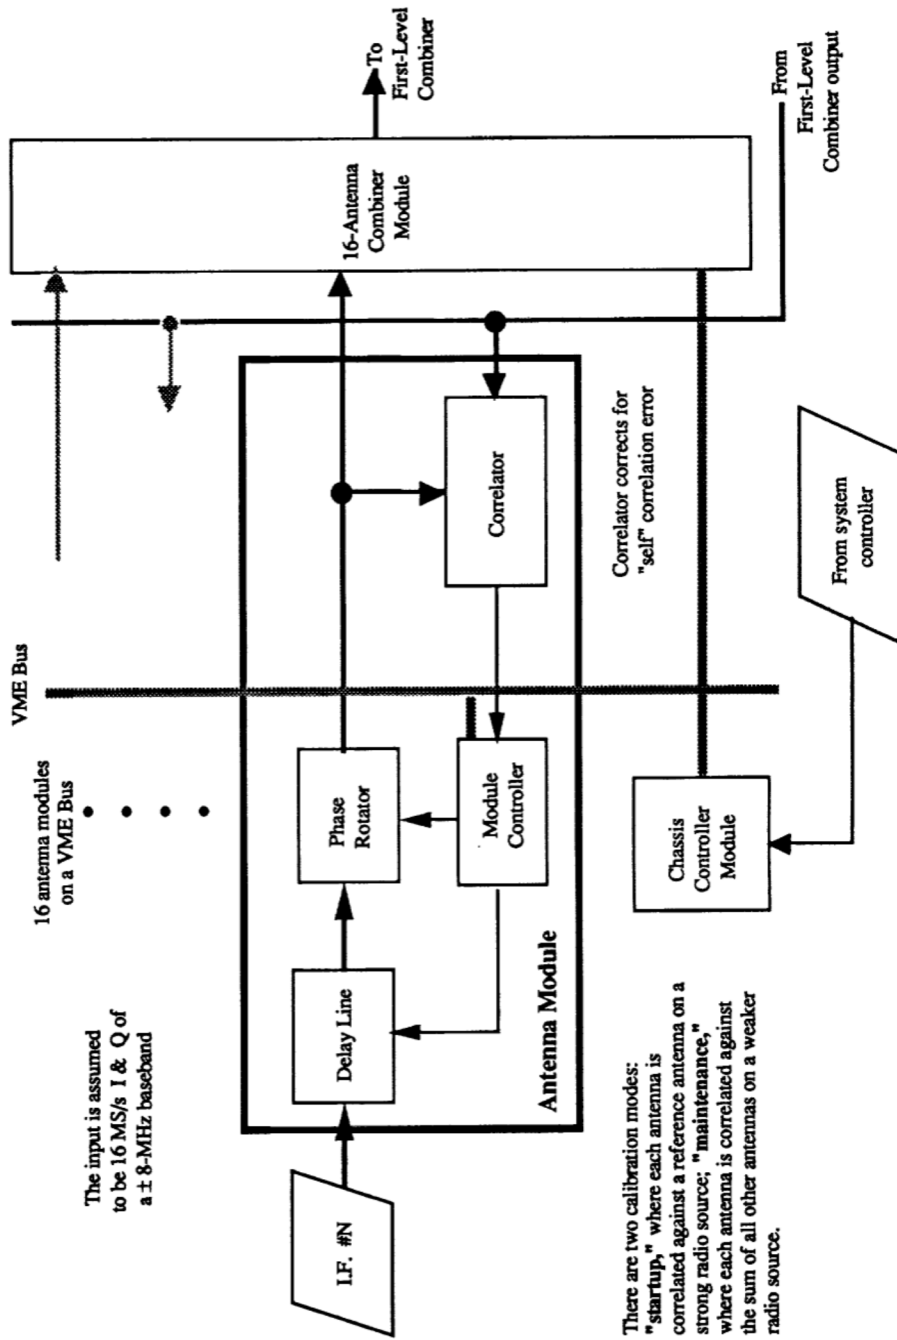 The input is assumed
to be 16 MS/s I & Q of
a ± 8-MHz baseband
16 antenna modules
on a VME Bus
VME Bus
I.F. #N
Delay Line
Phase
Rotator
Module
Controller
Correlator
Antenna Module
16-Antenna
Combiner
Module
To
First-Level
Combiner
From
First-Level
Combiner output
Correlator corrects for
"self" correlation error
Chassis
Controller
Module
From system
controller
There are two calibration modes:
"startup," where each antenna is
correlated against a reference antenna on a
strong radio source; "maintenance,"
where each antenna is correlated against
the sum of all other antennas on a weaker
radio source.